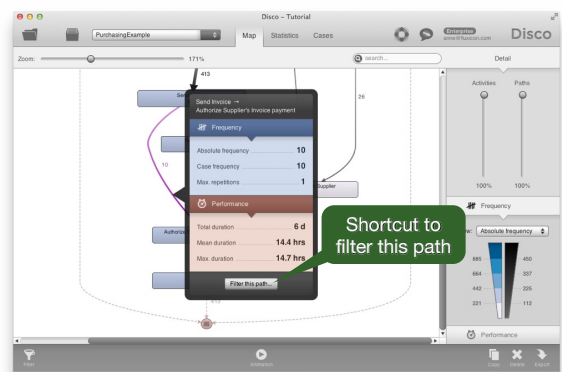 Disco - Tutorial
PurchasingExample
Map
Statistics
Cases
Enterprise
anne@fluxicon.com
Disco
Zoom:
171%
search...
Detail
413
26
10
Supplier
413
Send Invoice →
Authorize Supplier's Invoice payment
Frequency
Absolute frequency 10
Case frequency 10
Max. repetitions 1
Performance
Total duration 6 d
Mean duration 14.4 hrs
Max. duration 14.7 hrs
Filter this path...
Shortcut to
filter this path
Activities Paths
100% 100%
Frequency
Absolute frequency
885 450
664 337
442 225
221 112
Performance
Filter
Animation
Copy Delete Export